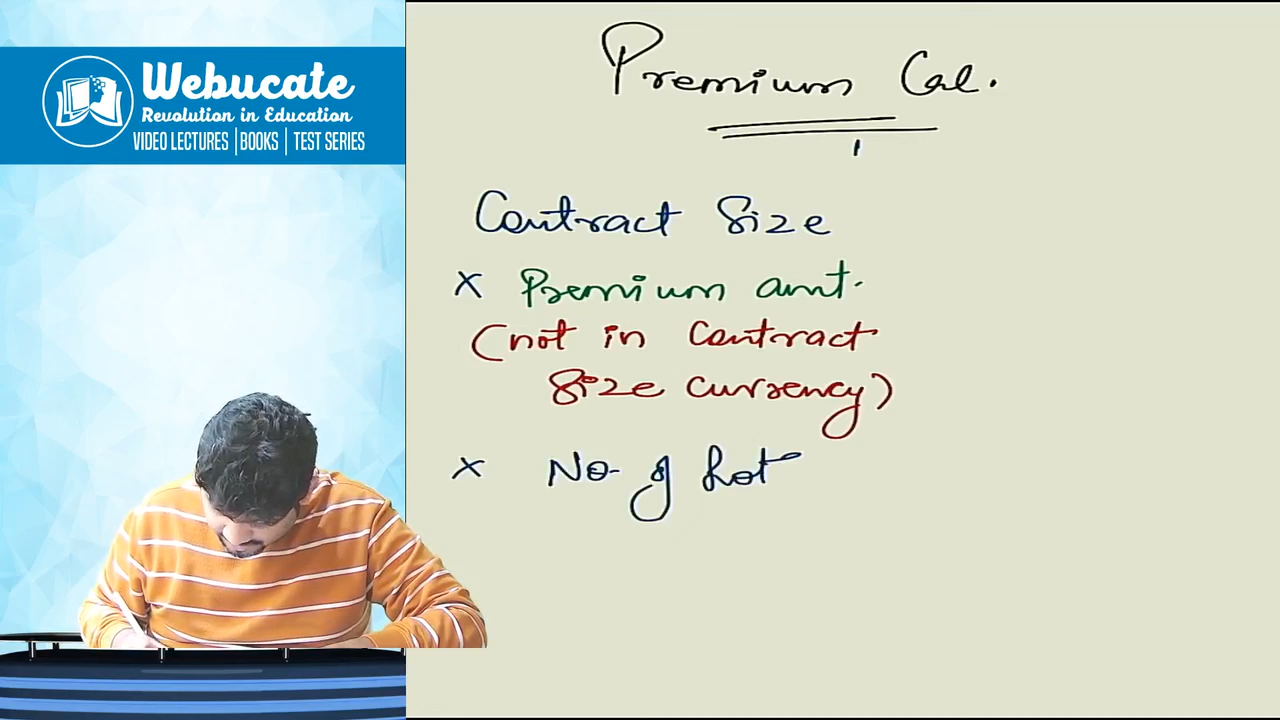 Webucate
Revolution in Education
VIDEO LECTURES | BOOKS | TEST SERIES
Premium Cal.
Contract Size
× Premium amt.
(not in Contract
Size currency)
× No. of Lot